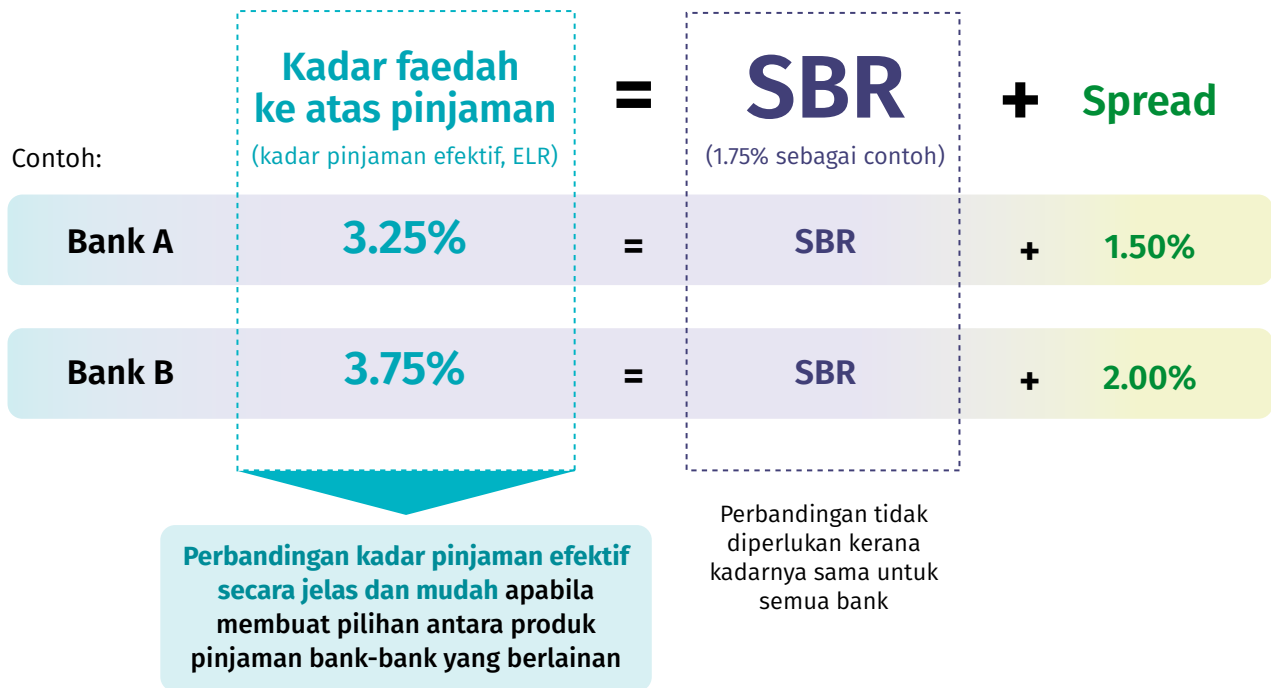 Kadar faedah
ke atas pinjaman
(kadar pinjaman efektif, ELR)
=
SBR
(1.75% sebagai contoh)
+
Spread
Contoh:
Bank A 3.25% = SBR + 1.50%
Bank B 3.75% = SBR + 2.00%
Perbandingan kadar pinjaman efektif
secara jelas dan mudah apabila
membuat pilihan antara produk
pinjaman bank-bank yang berlainan
Perbandingan tidak
diperlukan kerana
kadarnya sama untuk
semua bank